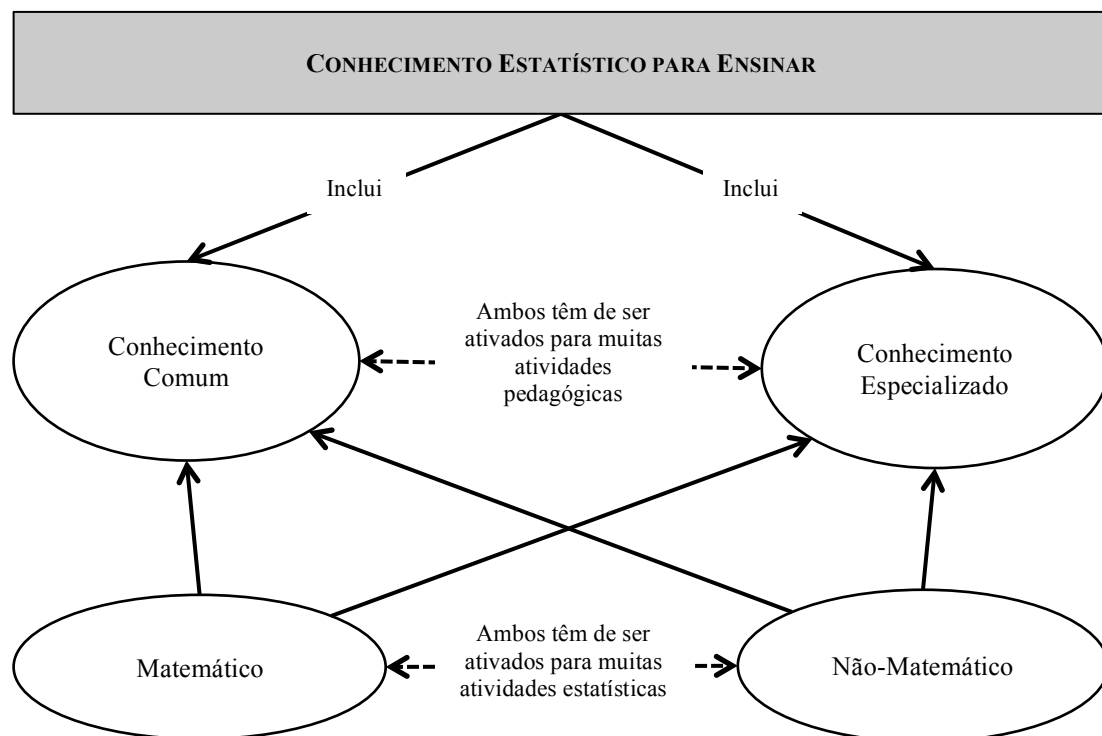 CONHECIMENTO ESTATÍSTICO PARA ENSINAR
Inclui
Inclui
Conhecimento
Comum
Ambos têm de ser
ativados para muitas
atividades
pedagógicas
Conhecimento
Especializado
Matemático
Ambos têm de ser
ativados para muitas
atividades estatísticas
Não-Matemático